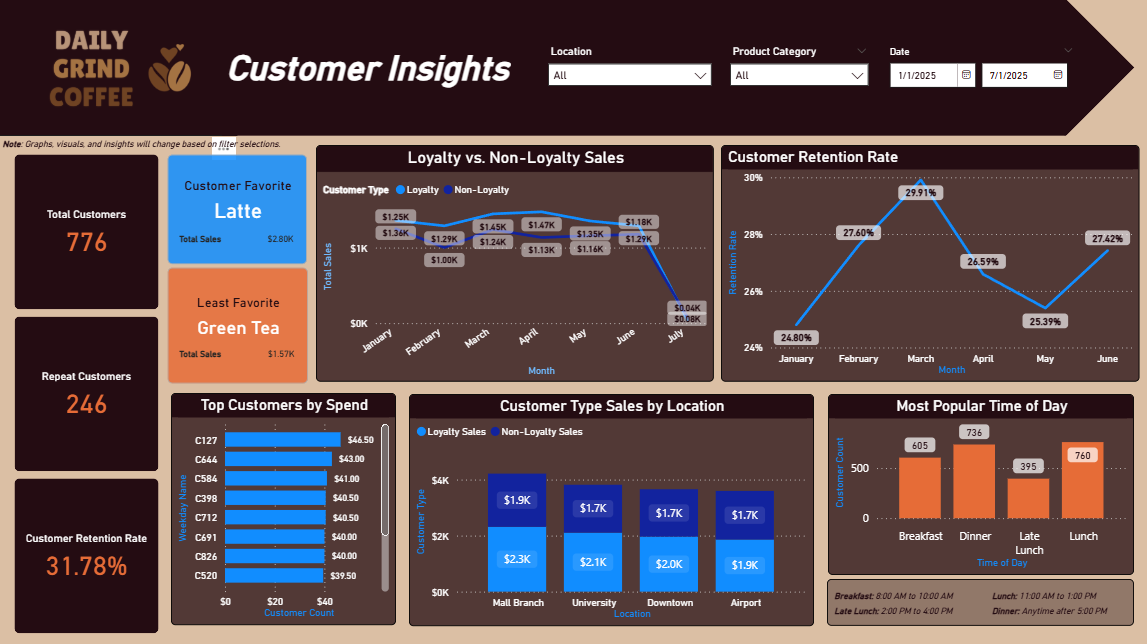 DAILY
GRIND
COFFEE
Customer Insights
Location
All
Product Category
All
Date
1/1/2025
7/1/2025
Note: Graphs, visuals, and insights will change based on filter selections.
Total Customers
776
Repeat Customers
246
Customer Retention Rate
31.78%
Customer Favorite
Latte
Total Sales $2.80K
Least Favorite
Green Tea
Total Sales $1.57K
Loyalty vs. Non-Loyalty Sales
Customer Type Loyalty Non-Loyalty
Total Sales
$1K
$0K
$1.25K
$1.36K
$1.29K
$1.00K
$1.45K
$1.24K
$1.47K
$1.13K
$1.35K
$1.16K
$1.18K
$1.29K
$0.04K
$0.08K
January
February
March
April
May
June
July
Month
Customer Retention Rate
Retention Rate
30%
28%
26%
24%
24.80%
27.60%
29.91%
26.59%
25.39%
27.42%
January February March April May June
Month
Top Customers by Spend
Weekday Name
C127 $46.50
C644 $43.00
C584 $41.00
C398 $40.50
C712 $40.50
C691 $40.00
C826 $40.00
C520 $39.50
$0 $20 $40
Customer Count
Customer Type Sales by Location
Loyalty Sales Non-Loyalty Sales
Customer Type
$4K
$2K
$0K
$1.9K $1.7K $1.7K $1.7K
$2.3K $2.1K $2.0K $1.9K
Mall Branch University Downtown Airport
Location
Most Popular Time of Day
Customer Count
500
0
605 736 395 760
Breakfast Dinner Late Lunch Lunch
Time of Day
Breakfast: 8:00 AM to 10:00 AM
Lunch: 11:00 AM to 1:00 PM
Late Lunch: 2:00 PM to 4:00 PM
Dinner: Anytime after 5:00 PM